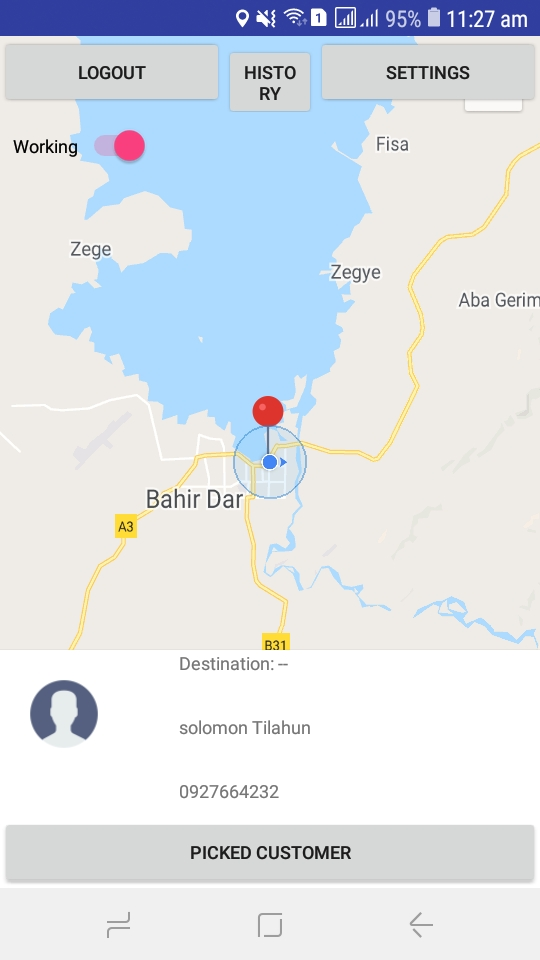 1
95%
11:27 am
LOGOUT
HISTO
RY
SETTINGS
Working
Fisa
Zege
Zegye
Aba Gerim
Bahir Dar
A3
B31
Destination: --
solomon Tilahun
0927664232
PICKED CUSTOMER